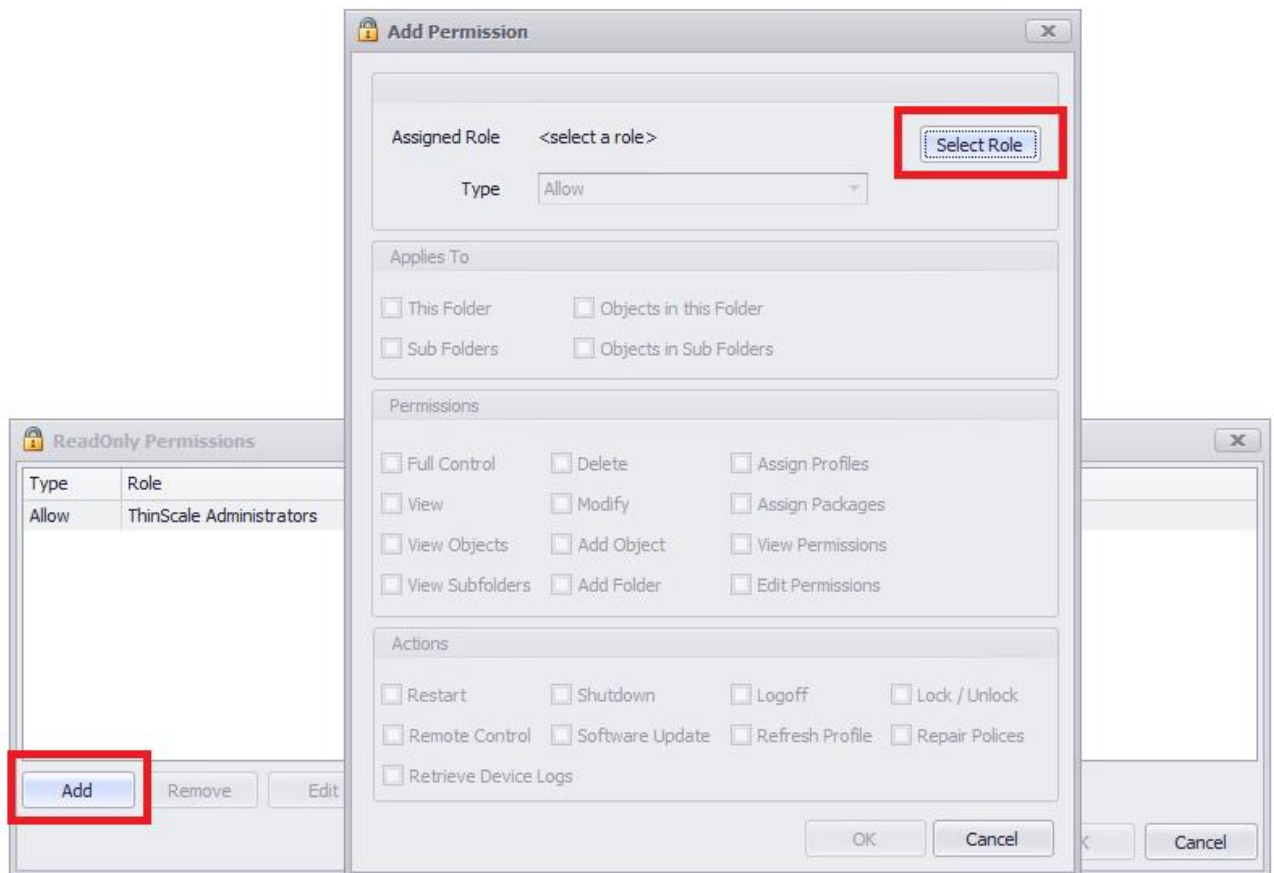 Add Permission
Assigned Role <select a role> Select Role
Type Allow
Applies To
This Folder Objects in this Folder
Sub Folders Objects in Sub Folders
Permissions
Full Control Delete Assign Profiles
View Modify Assign Packages
View Objects Add Object View Permissions
View Subfolders Add Folder Edit Permissions
Actions
Restart Shutdown Logoff Lock / Unlock
Remote Control Software Update Refresh Profile Repair Polices
Retrieve Device Logs
OK Cancel
ReadOnly Permissions
Type Role
Allow ThinScale Administrators
Add Remove Edit
Cancel